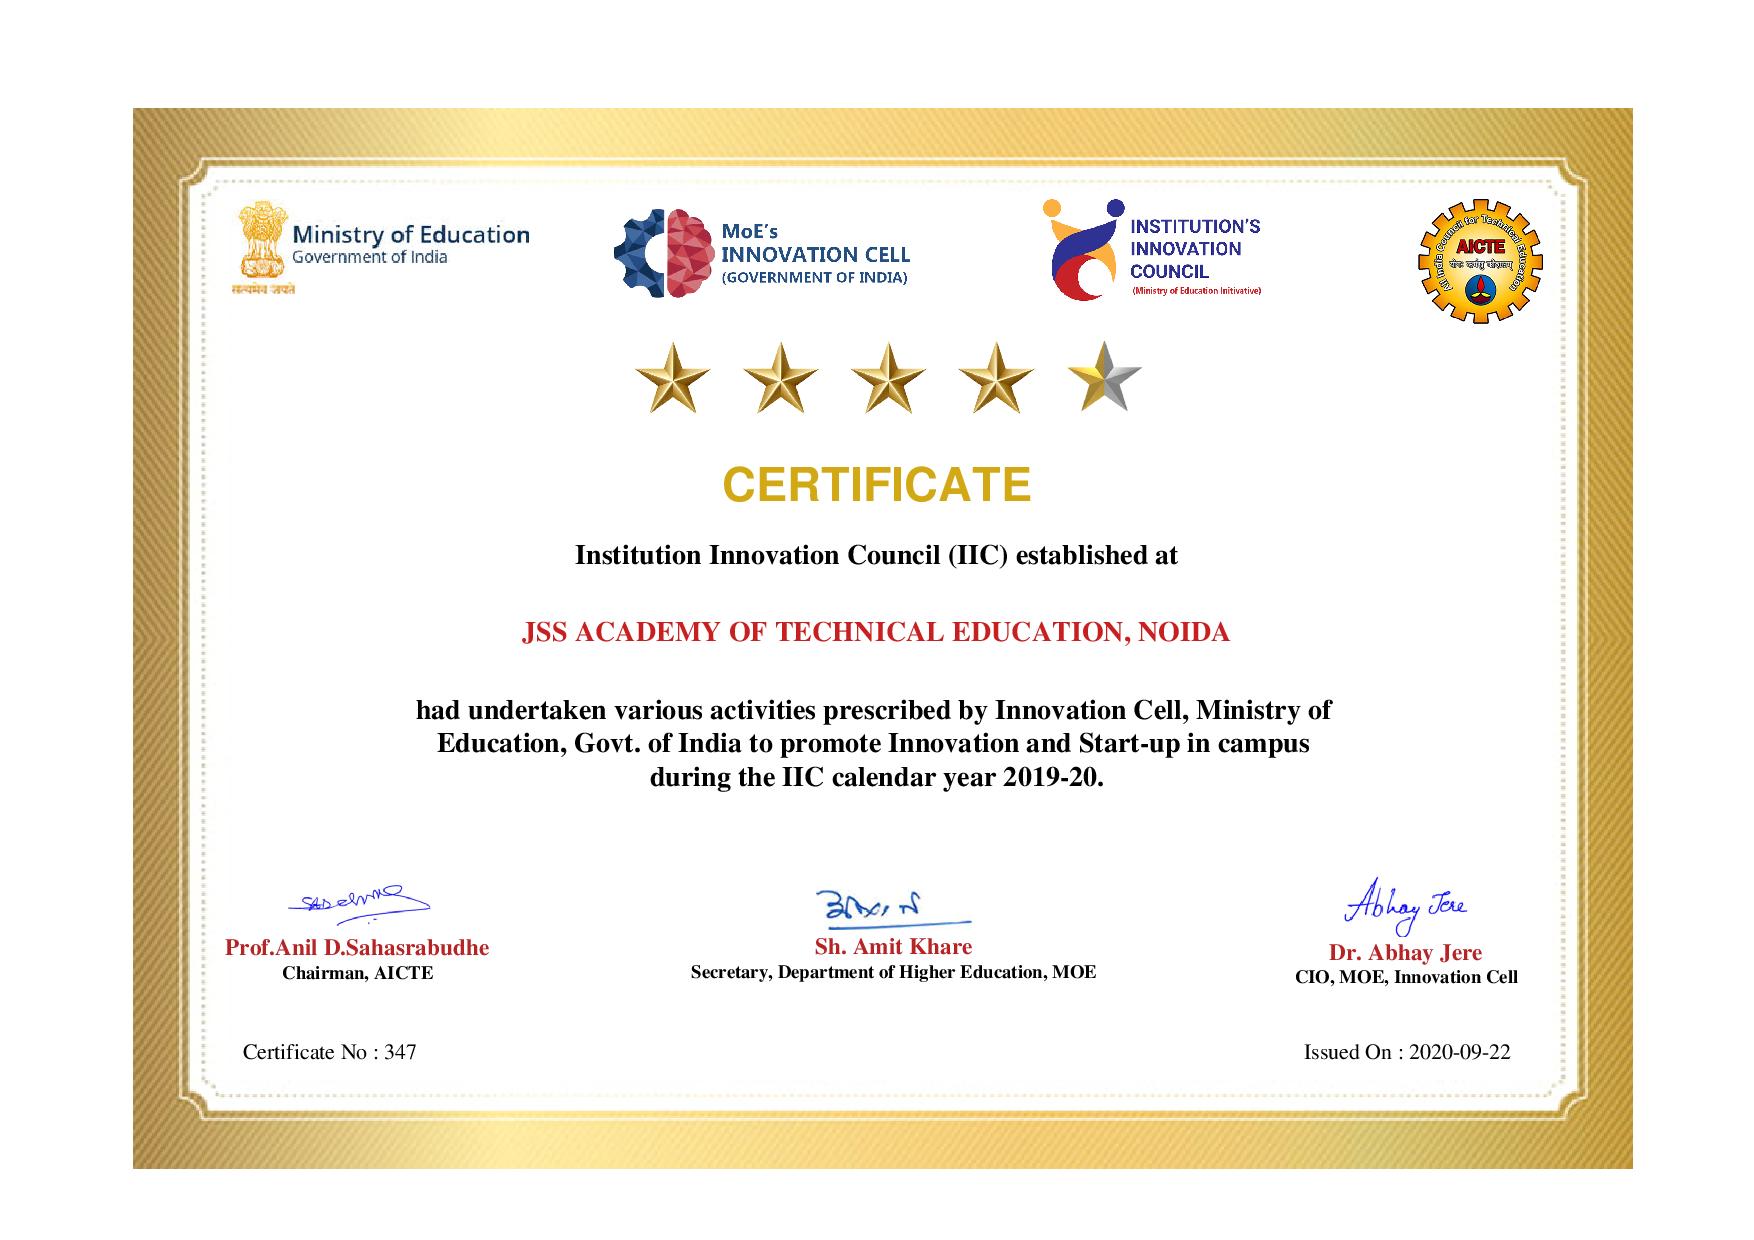 Ministry of Education
Government of India
सत्यमेव जयते
MoE's
INNOVATION CELL
(GOVERNMENT OF INDIA)
INSTITUTION'S
INNOVATION
COUNCIL
(Ministry of Education Initivative)
All India Council for Technical Education
AICTE
योगः कर्मसु कौशलम्
CERTIFICATE
Institution Innovation Council (IIC) established at
JSS ACADEMY OF TECHNICAL EDUCATION, NOIDA
had undertaken various activities prescribed by Innovation Cell, Ministry of
Education, Govt. of India to promote Innovation and Start-up in campus
during the IIC calendar year 2019-20.
Abhay Jere
Prof.Anil D.Sahasrabudhe
Chairman, AICTE
Sh. Amit Khare
Secretary, Department of Higher Education, MOE
Dr. Abhay Jere
CIO, MOE, Innovation Cell
Certificate No : 347
Issued On : 2020-09-22